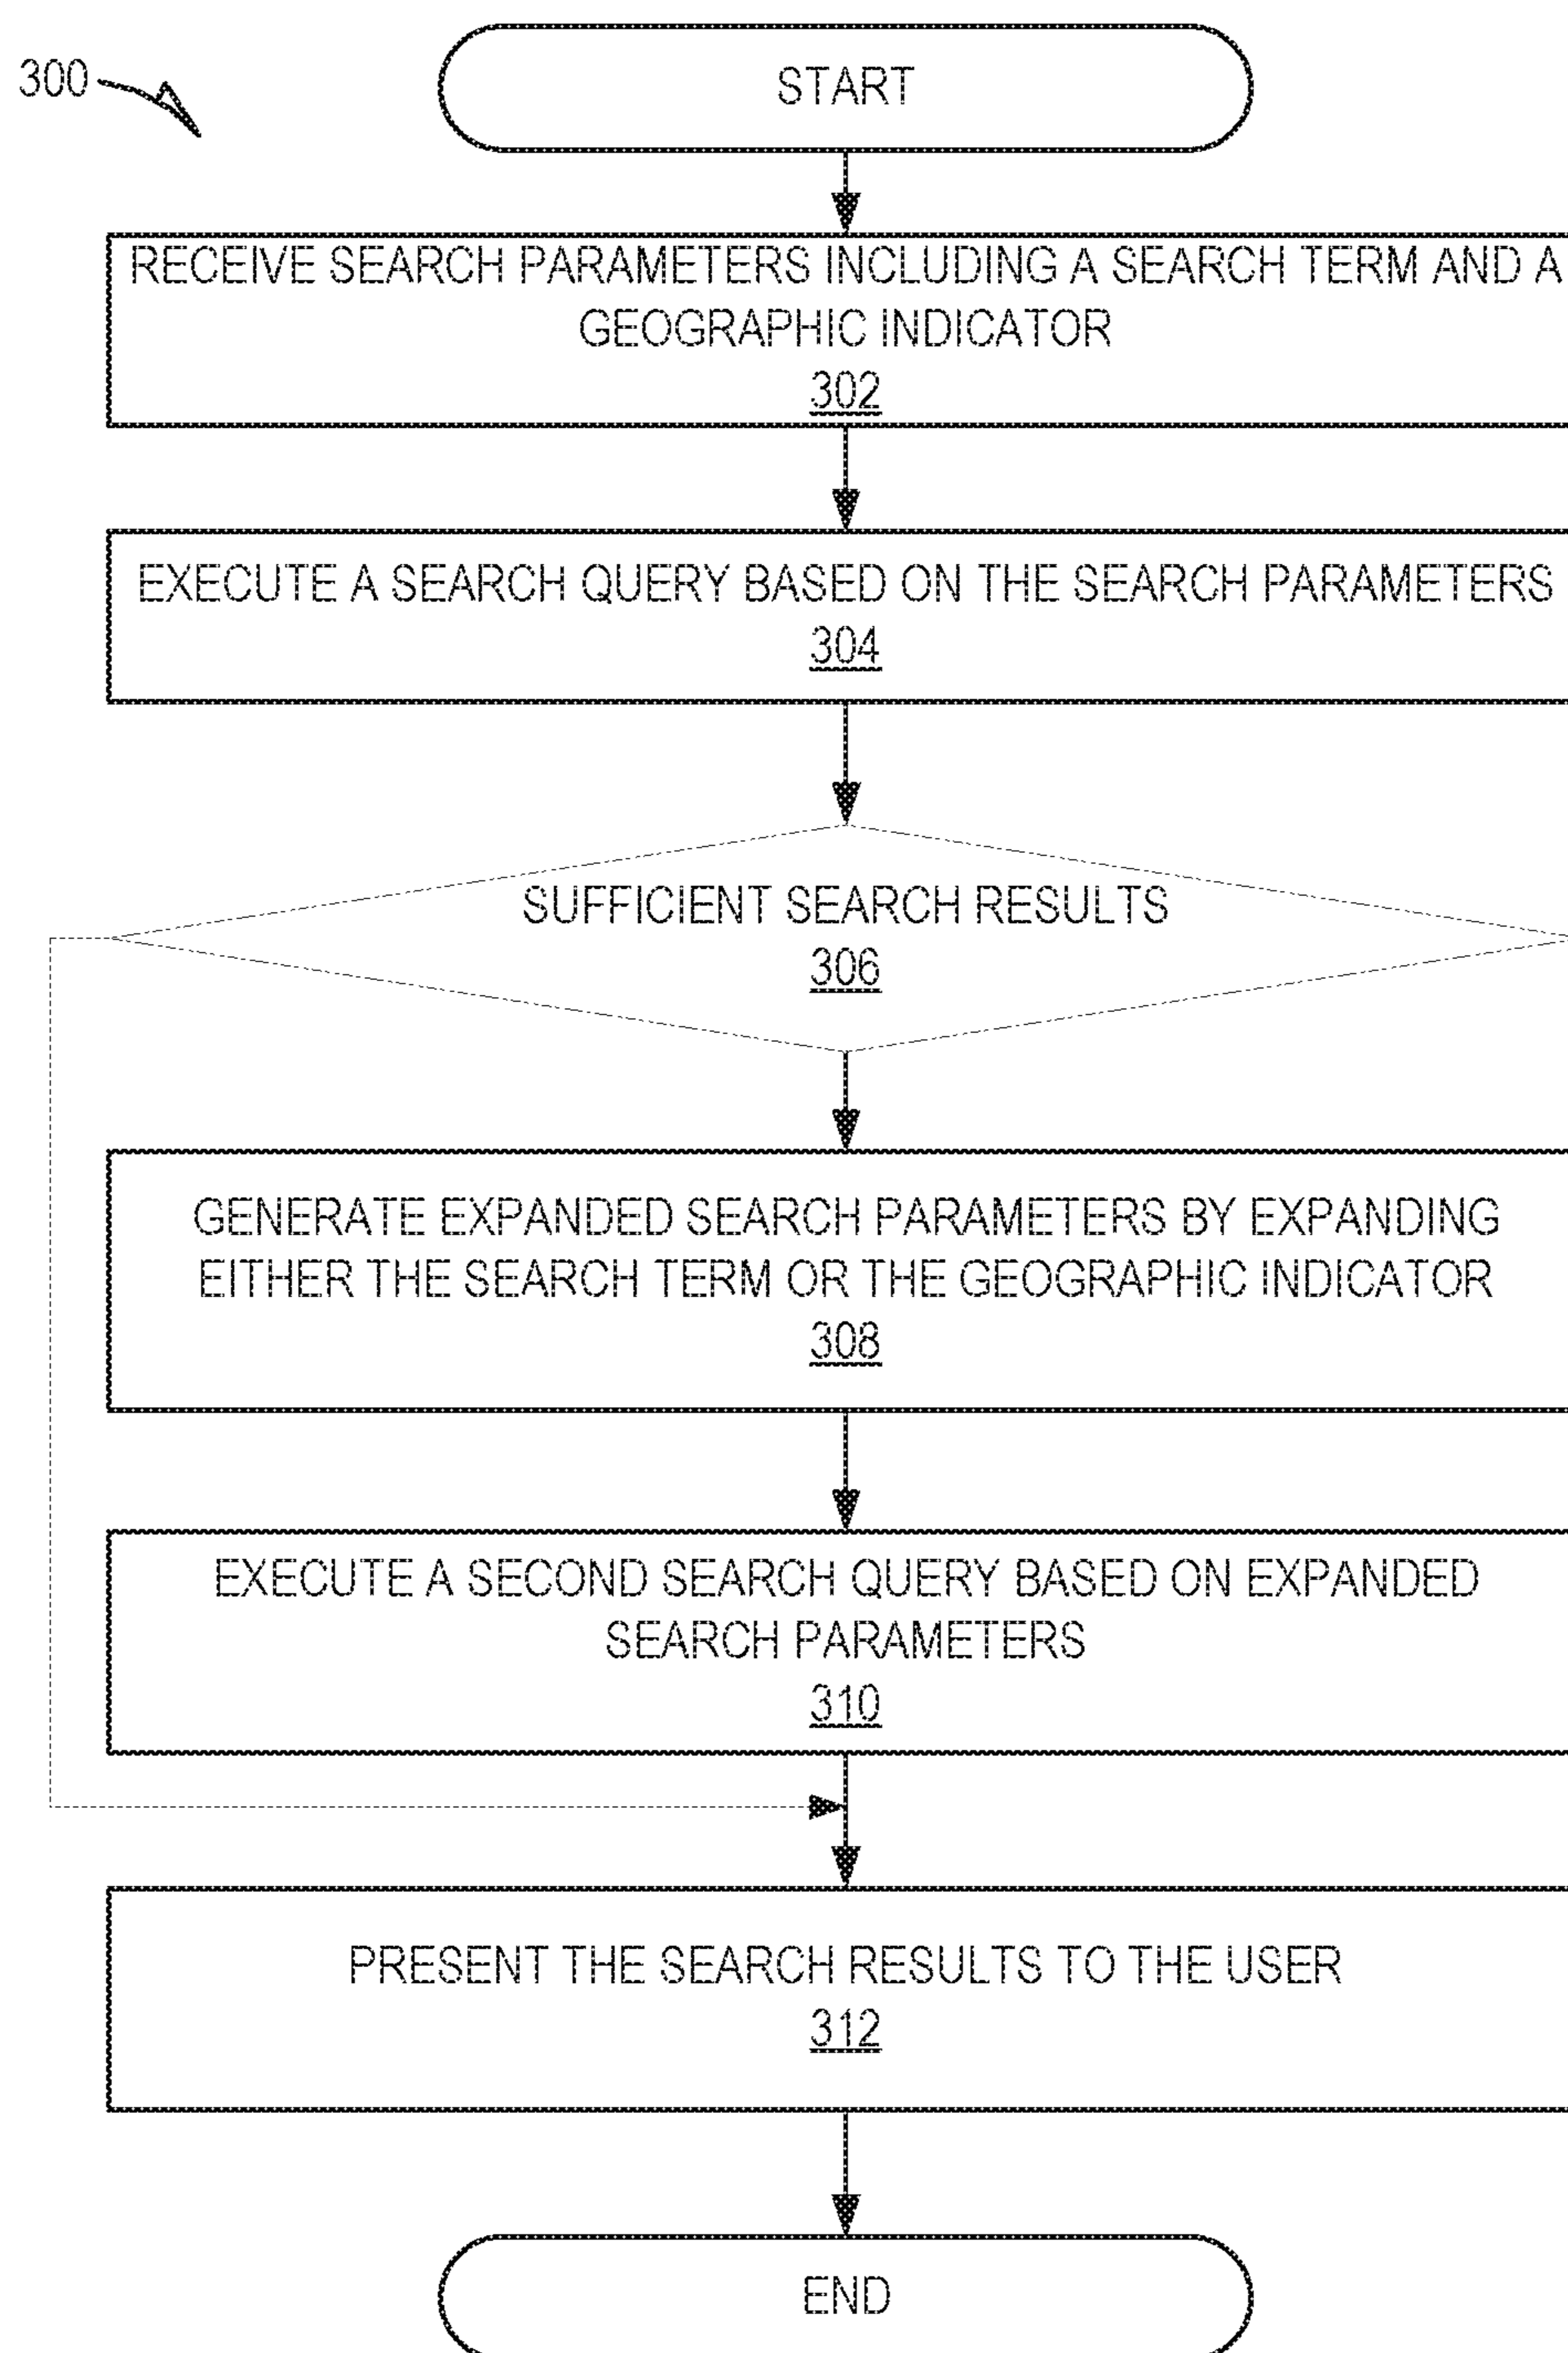 300
START
RECEIVE SEARCH PARAMETERS INCLUDING A SEARCH TERM AND A
GEOGRAPHIC INDICATOR
302
EXECUTE A SEARCH QUERY BASED ON THE SEARCH PARAMETERS
304
SUFFICIENT SEARCH RESULTS
306
GENERATE EXPANDED SEARCH PARAMETERS BY EXPANDING
EITHER THE SEARCH TERM OR THE GEOGRAPHIC INDICATOR
308
EXECUTE A SECOND SEARCH QUERY BASED ON EXPANDED
SEARCH PARAMETERS
310
PRESENT THE SEARCH RESULTS TO THE USER
312
END